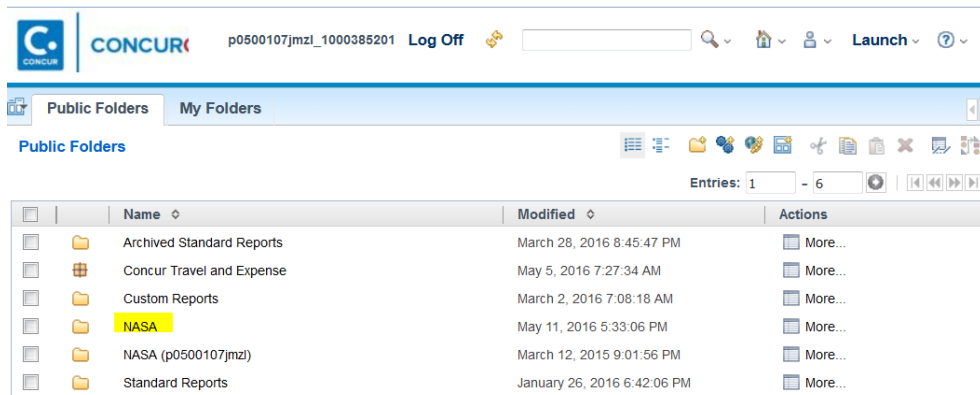 C.
CONCUR
CONCUR
p0500107jmzl_1000385201 Log Off Launch
Public Folders My Folders
Public Folders
Entries: 1 - 6
Name Modified Actions
Archived Standard Reports March 28, 2016 8:45:47 PM More...
Concur Travel and Expense May 5, 2016 7:27:34 AM More...
Custom Reports March 2, 2016 7:08:18 AM More...
NASA May 11, 2016 5:33:06 PM More...
NASA (p0500107jmzl) March 12, 2015 9:01:56 PM More...
Standard Reports January 26, 2016 6:42:06 PM More...